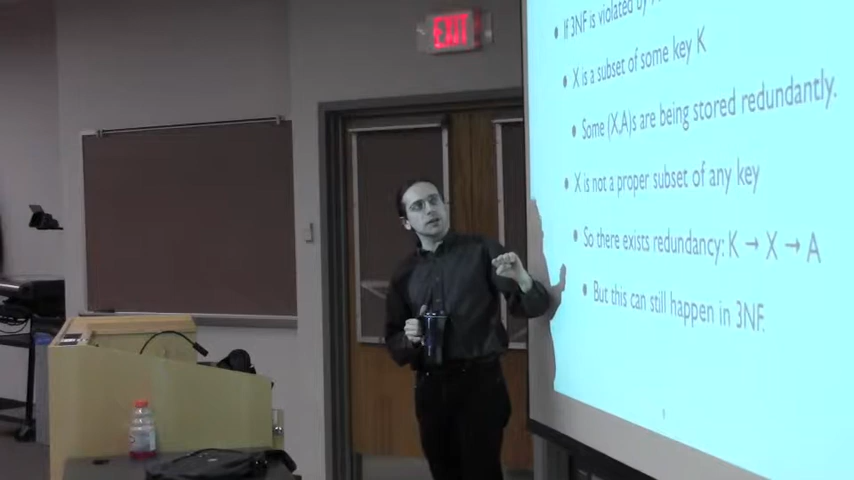 EXIT
• If 3NF is violated by
• X is a subset of some key K
• Some (X,A)s are being stored redundantly.
• X is not a proper subset of any key
• So there exists redundancy: K → X → A
• But this can still happen in 3NF.